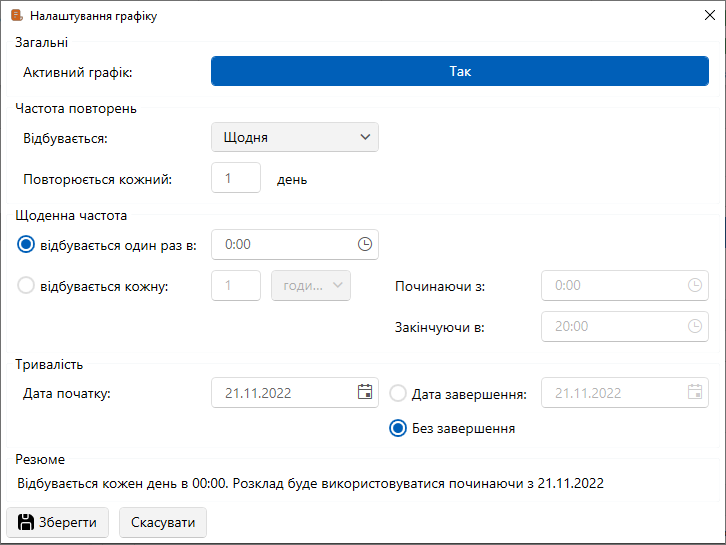 Налаштування графіку
Загальні
Активний графік: Так
Частота повторень
Відбувається: Щодня
Повторюється кожний: 1 день
Щоденна частота
відбувається один раз в: 0:00
відбувається кожну: 1 годи... Починаючи з: 0:00
Закінчуючи в: 20:00
Тривалість
Дата початку: 21.11.2022 Дата завершення: 21.11.2022
Без завершення
Резюме
Відбувається кожен день в 00:00. Розклад буде використовуватися починаючи з 21.11.2022
Зберегти Скасувати